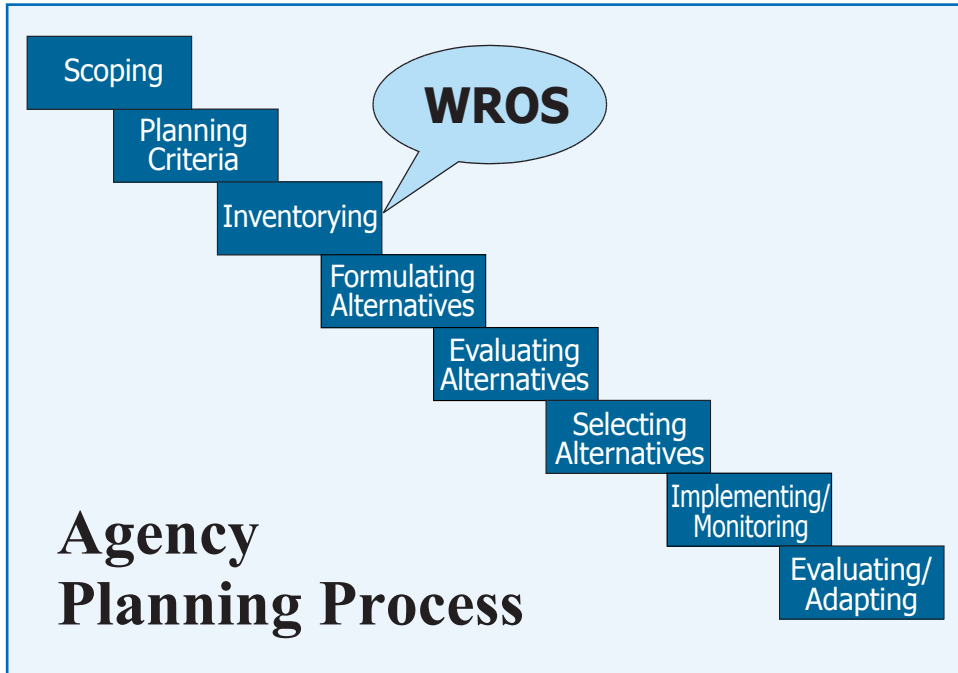 Scoping
WROS
Planning
Criteria
Inventorying
Formulating
Alternatives
Evaluating
Alternatives
Selecting
Alternatives
Implementing/
Monitoring
Evaluating/
Adapting
Agency
Planning Process